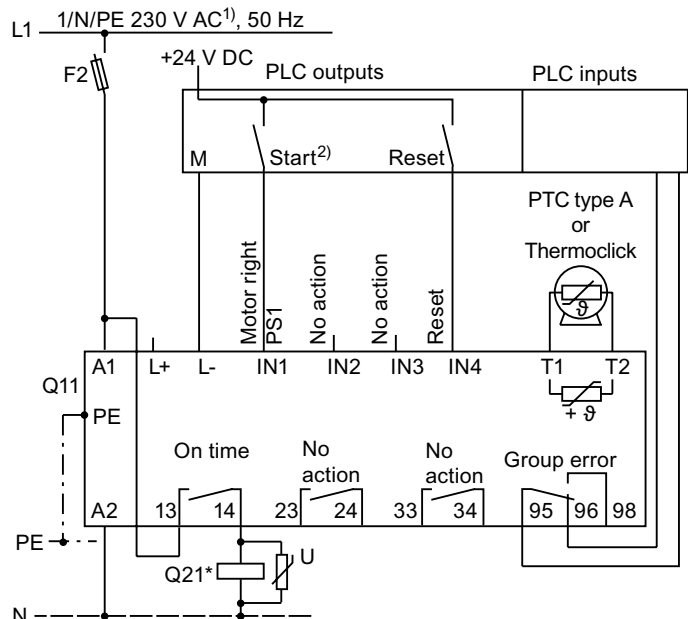 1/N/PE 230 V AC1), 50 Hz
L1
+24 V DC
F2
PLC outputs
PLC inputs
M
Start2)
Reset
PTC type A
or
Thermoclick
Motor right
PS1
No action
No action
Reset
ϑ
A1
L+
L-
IN1
IN2
IN3
IN4
T1
T2
Q11
PE
+ ϑ
On time
No
action
No
action
Group error
A2
13
14
23
24
33
34
95
96
98
PE
Q21*
U
N